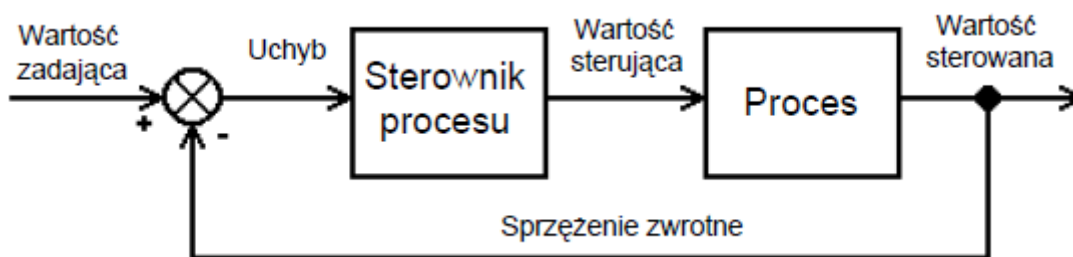 Wartość
zadająca
Uchyb
Sterownik
procesu
Wartość
sterująca
Proces
Wartość
sterowana
+
-
Sprzężenie zwrotne